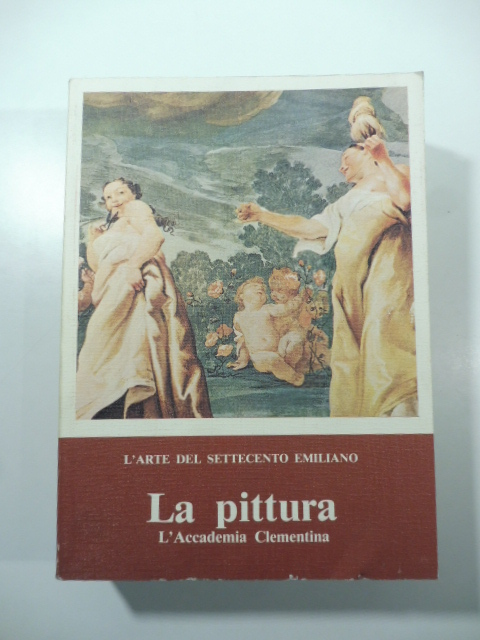 L'ARTE DEL SETTECENTO EMILIANO
La pittura
L'Accademia Clementina